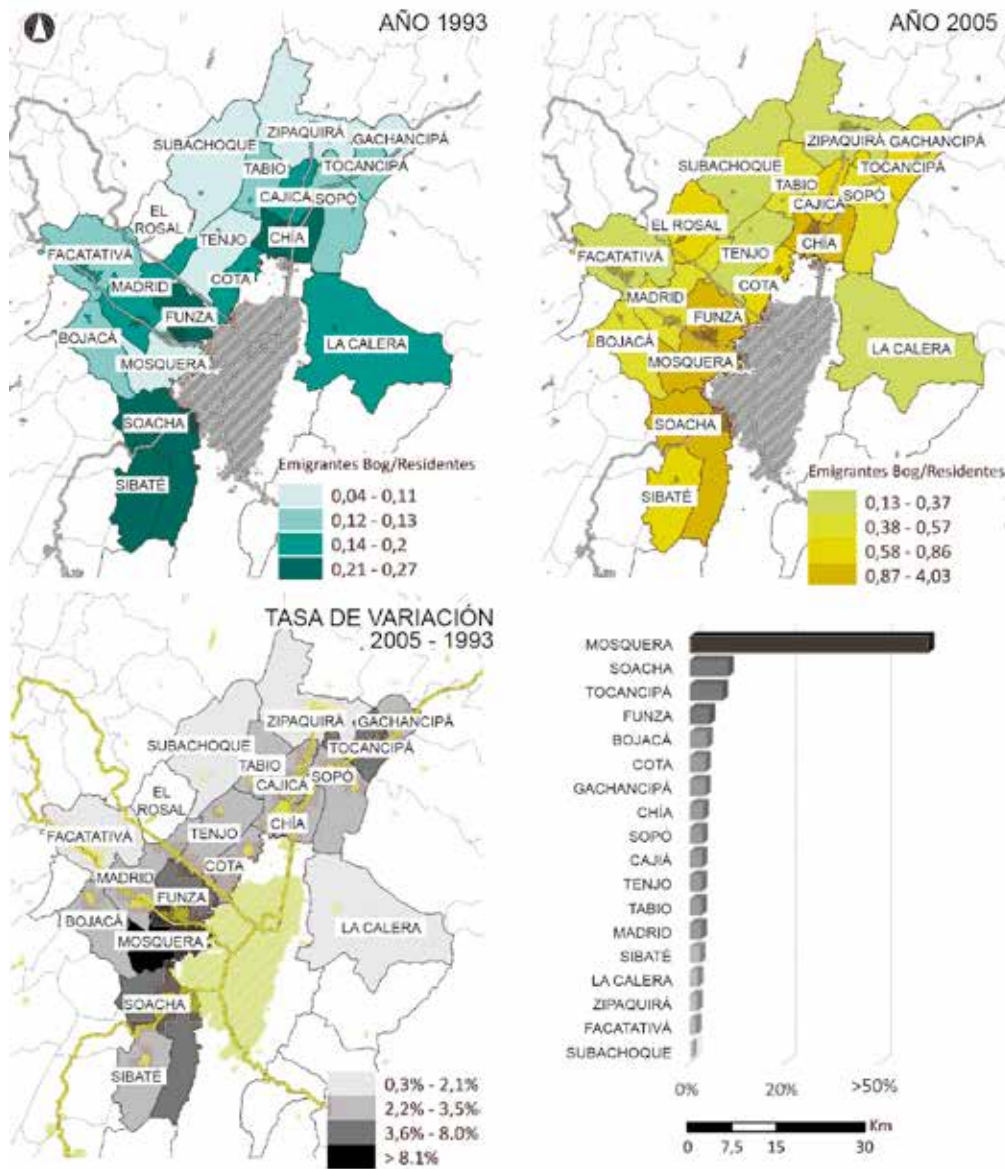 AÑO 1993
ZIPAQUIRÁ
GACHANCIPÁ
SUBACHOQUE
TOCANCIPÁ
TABIO
CAJICÁ
SOPÓ
EL
ROSAL
TENJO
CHÍA
FACATATIVÁ
COTA
MADRID
FUNZA
BOJACÁ
MOSQUERA
LA CALERA
SOACHA
SIBATÉ
Emigrantes Bog/Residentes
0,04 - 0,11
0,12 - 0,13
0,14 - 0,2
0,21 - 0,27
AÑO 2005
ZIPAQUIRÁ
GACHANCIPÁ
SUBACHOQUE
TOCANCIPÁ
TABIO
SOPÓ
CAJICÁ
EL ROSAL
CHÍA
TENJO
FACATATIVÁ
COTA
MADRID
FUNZA
BOJACÁ
MOSQUERA
LA CALERA
SOACHA
SIBATÉ
Emigrantes Bog/Residentes
0,13 - 0,37
0,38 - 0,57
0,58 - 0,86
0,87 - 4,03
TASA DE VARIACIÓN
2005 - 1993
ZIPAQUIRÁ
GACHANCIPÁ
SUBACHOQUE
TOCANCIPÁ
TABIO
SOPÓ
CAJICÁ
EL
ROSAL
TENJO
CHÍA
FACATATIVÁ
COTA
MADRID
FUNZA
BOJACÁ
MOSQUERA
LA CALERA
SOACHA
SIBATÉ
0,3% - 2,1%
2,2% - 3,5%
3,6% - 8.0%
> 8.1%
MOSQUERA
SOACHA
TOCANCIPÁ
FUNZA
BOJACÁ
COTA
GACHANCIPÁ
CHÍA
SOPÓ
CAJIÁ
TENJO
TABIO
MADRID
SIBATÉ
LA CALERA
ZIPAQUIRÁ
FACATATIVÁ
SUBACHOQUE
0% 20% >50%
Km
0 7,5 15 30